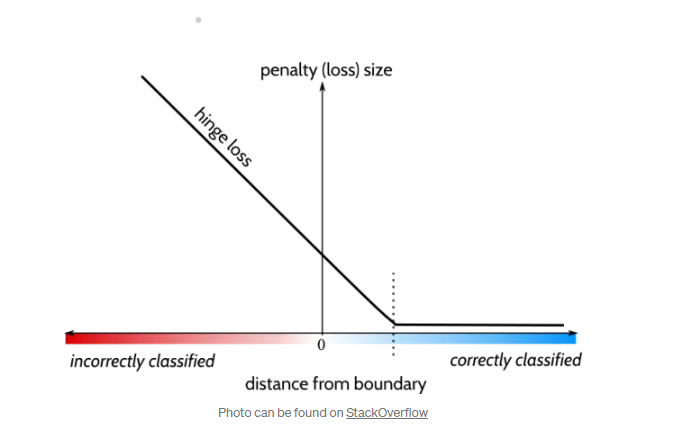 penalty (loss) size
hinge loss
0
incorrectly classified
correctly classified
distance from boundary
Photo can be found on StackOverflow